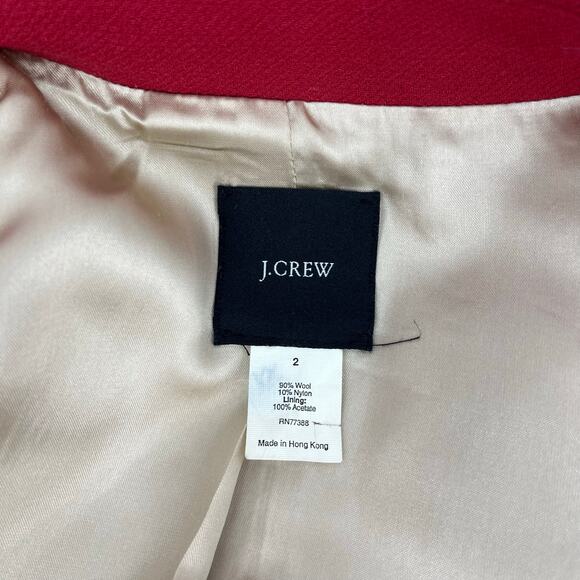 J.CREW
2
90% Wool
10% Nylon
Lining:
100% Acetate
RN77388
Made in Hong Kong